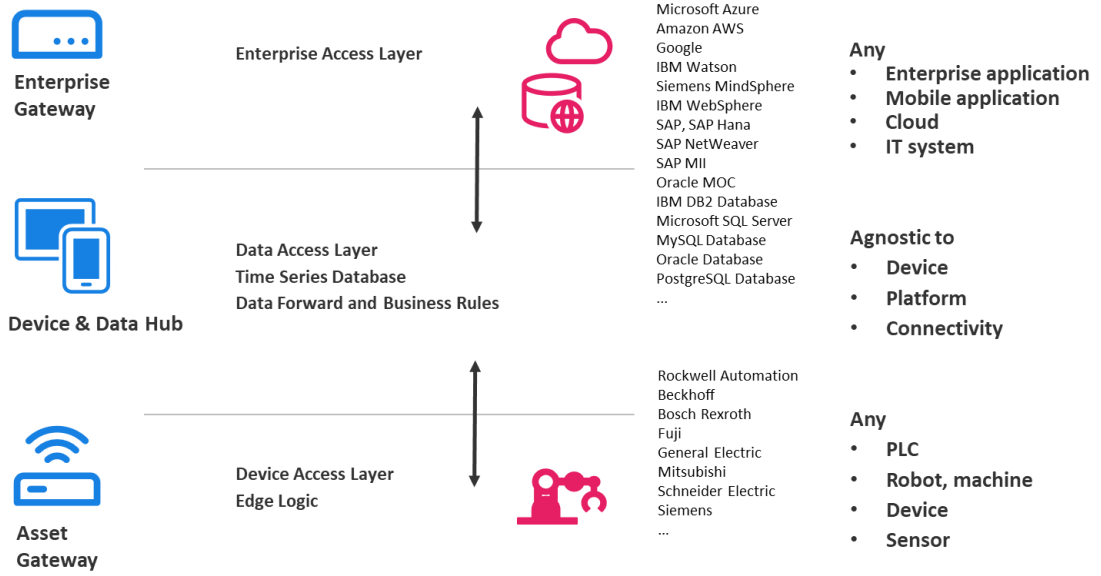 Enterprise
Gateway
Enterprise Access Layer
Microsoft Azure
Amazon AWS
Google
IBM Watson
Siemens MindSphere
IBM WebSphere
SAP, SAP Hana
SAP NetWeaver
SAP MII
Oracle MOC
IBM DB2 Database
Microsoft SQL Server
MySQL Database
Oracle Database
PostgreSQL Database
...
Any
• Enterprise application
• Mobile application
• Cloud
• IT system
Device & Data Hub
Data Access Layer
Time Series Database
Data Forward and Business Rules
Agnostic to
• Device
• Platform
• Connectivity
Asset
Gateway
Device Access Layer
Edge Logic
Rockwell Automation
Beckhoff
Bosch Rexroth
Fuji
General Electric
Mitsubishi
Schneider Electric
Siemens
...
Any
• PLC
• Robot, machine
• Device
• Sensor